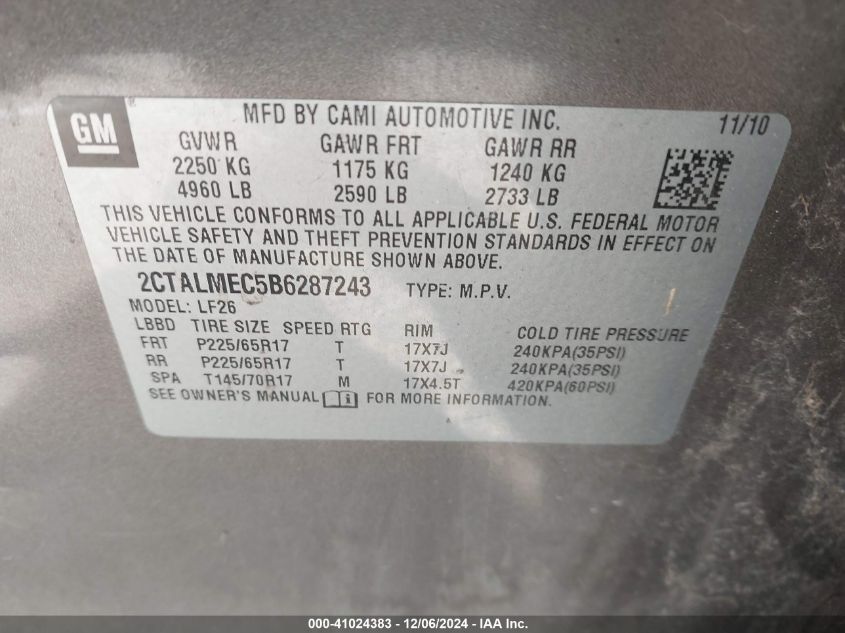 GM ®
MFD BY CAMI AUTOMOTIVE INC. 11/10
GVWR GAWR FRT GAWR RR
2250 KG 1175 KG 1240 KG
4960 LB 2590 LB 2733 LB
THIS VEHICLE CONFORMS TO ALL APPLICABLE U.S. FEDERAL MOTOR
VEHICLE SAFETY AND THEFT PREVENTION STANDARDS IN EFFECT ON
THE DATE OF MANUFACTURE SHOWN ABOVE.
2CTALMEC5B6287243 TYPE: M.P.V.
MODEL: LF26
LBBD TIRE SIZE SPEED RTG RIM COLD TIRE PRESSURE
FRT P225/65R17 T 17X7J 240KPA(35PSI)
RR P225/65R17 T 17X7J 240KPA(35PSI)
SPA T145/70R17 M 17X4.5T 420KPA(60PSI)
SEE OWNER'S MANUAL FOR MORE INFORMATION.
000-41024383 - 12/06/2024 - IAA Inc.